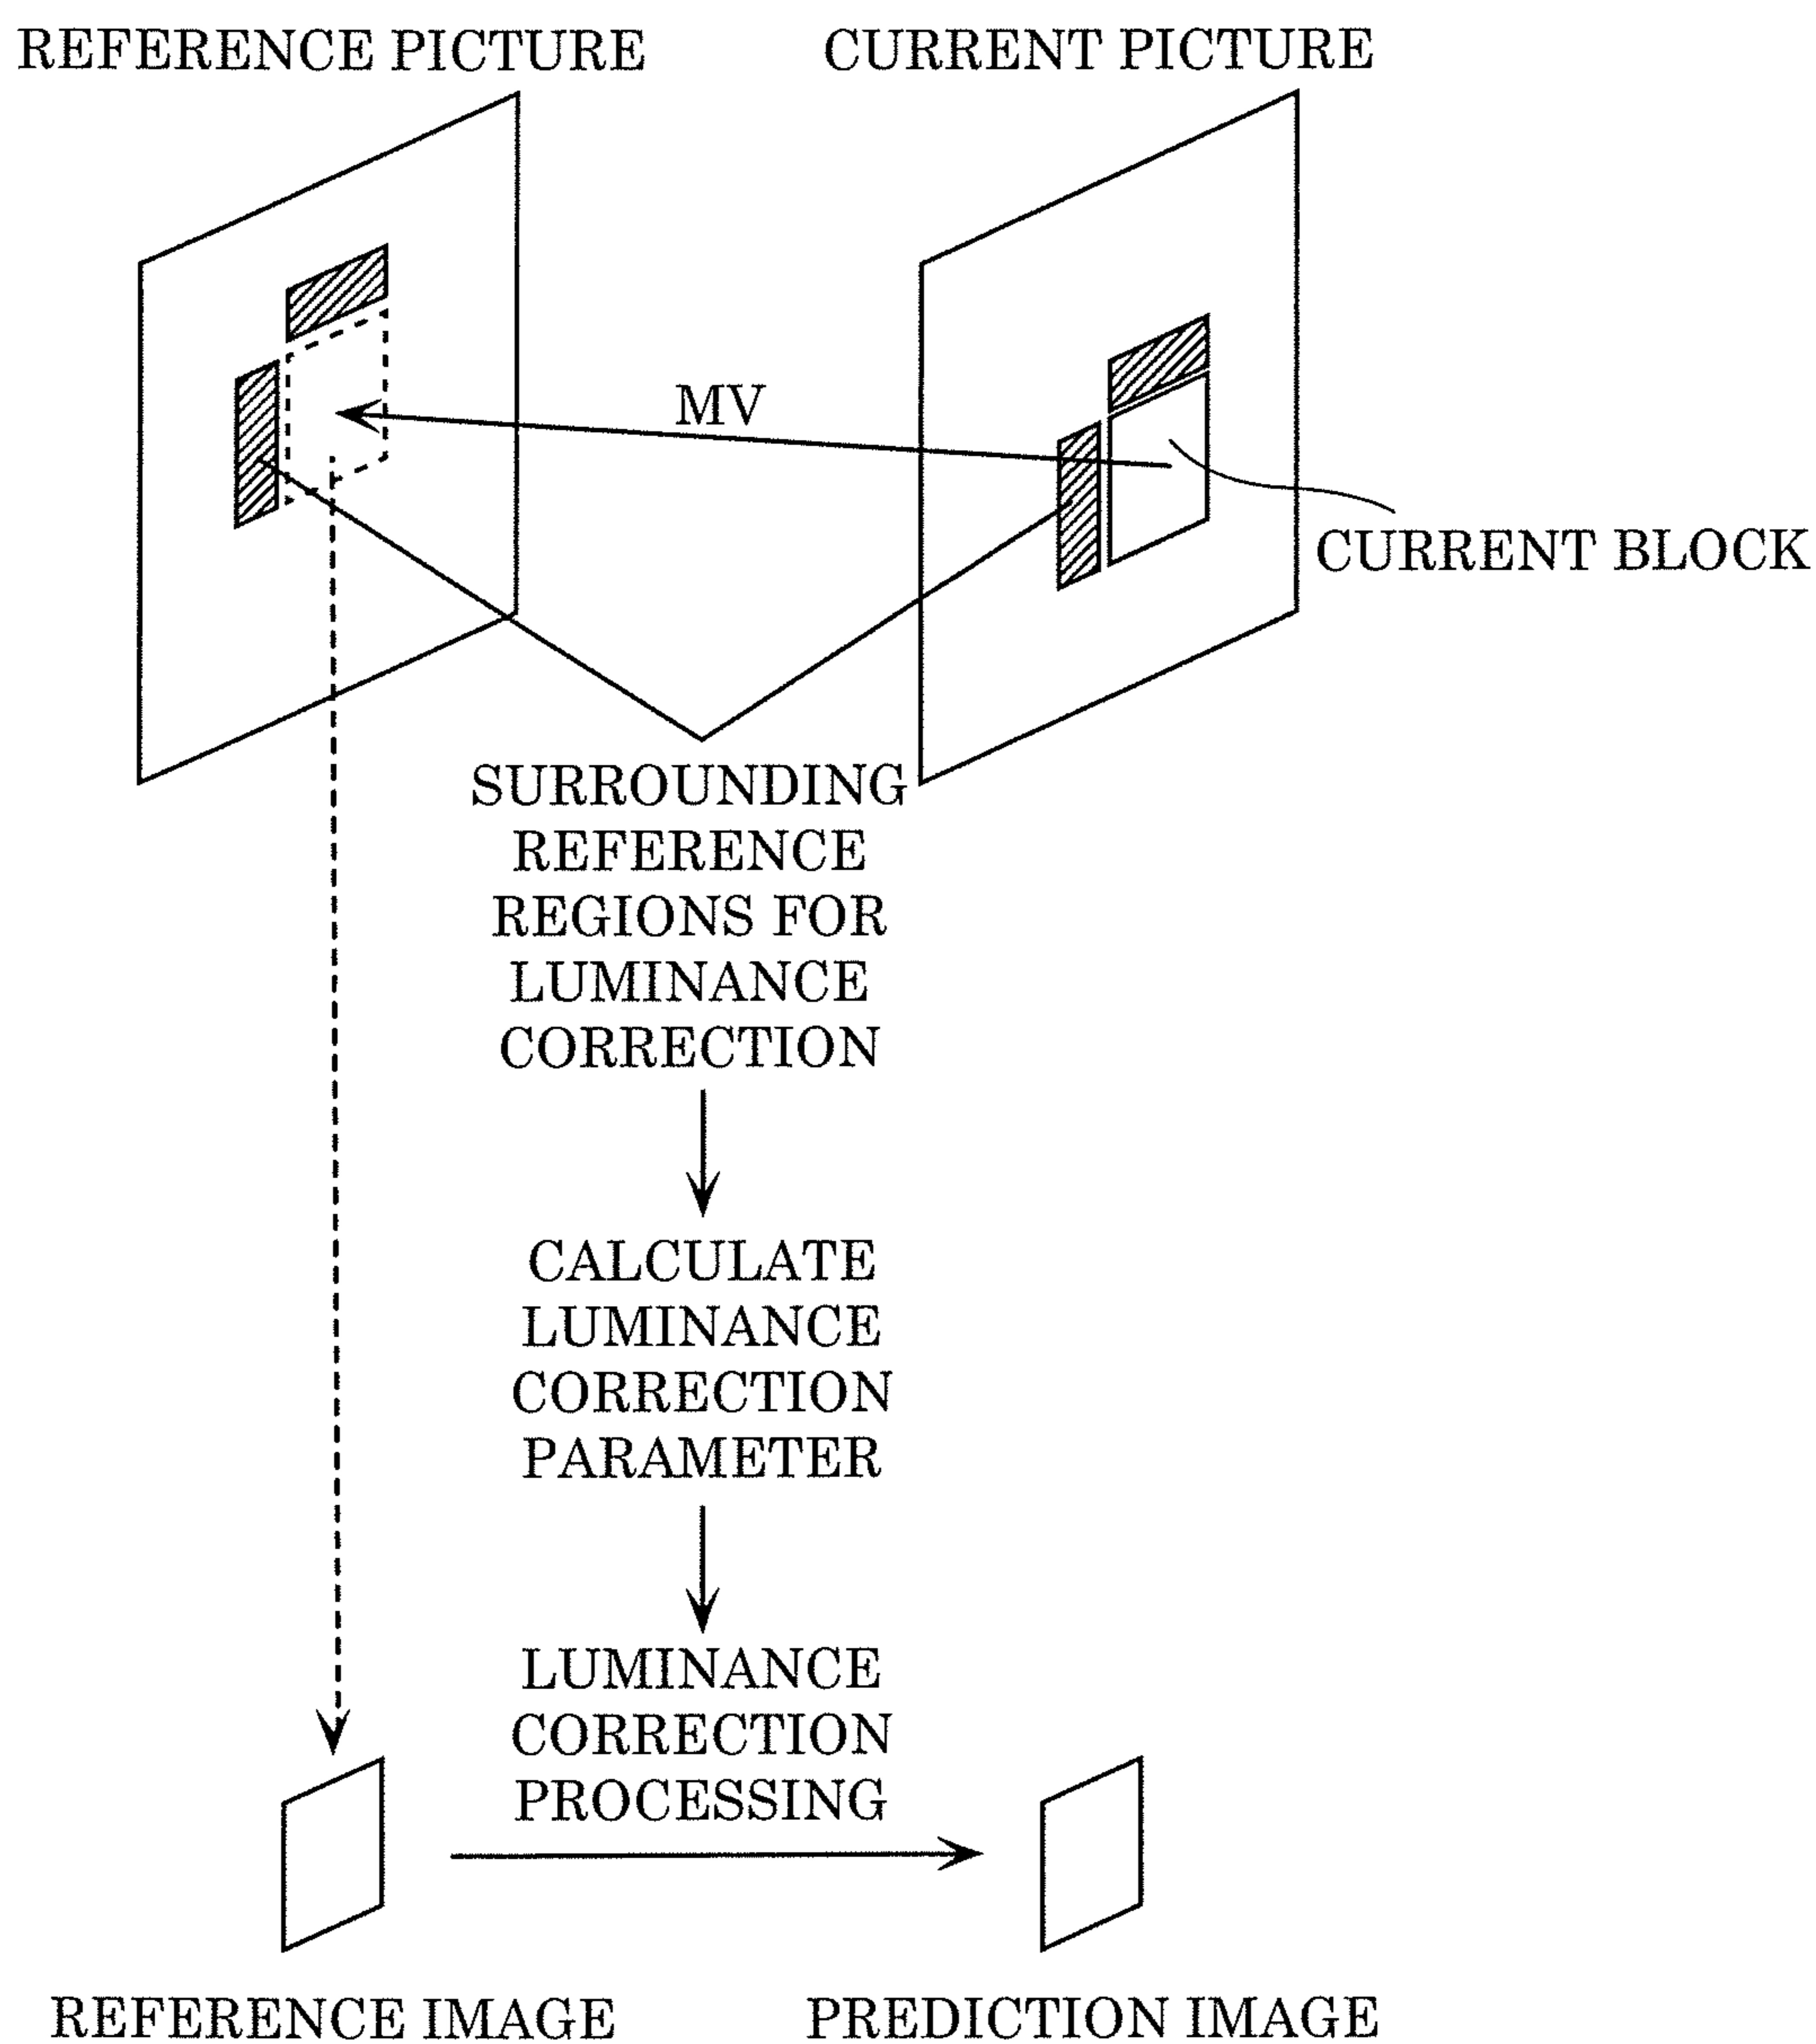 REFERENCE PICTURE
CURRENT PICTURE
MV
CURRENT BLOCK
SURROUNDING
REFERENCE
REGIONS FOR
LUMINANCE
CORRECTION
CALCULATE
LUMINANCE
CORRECTION
PARAMETER
LUMINANCE
CORRECTION
PROCESSING
REFERENCE IMAGE
PREDICTION IMAGE